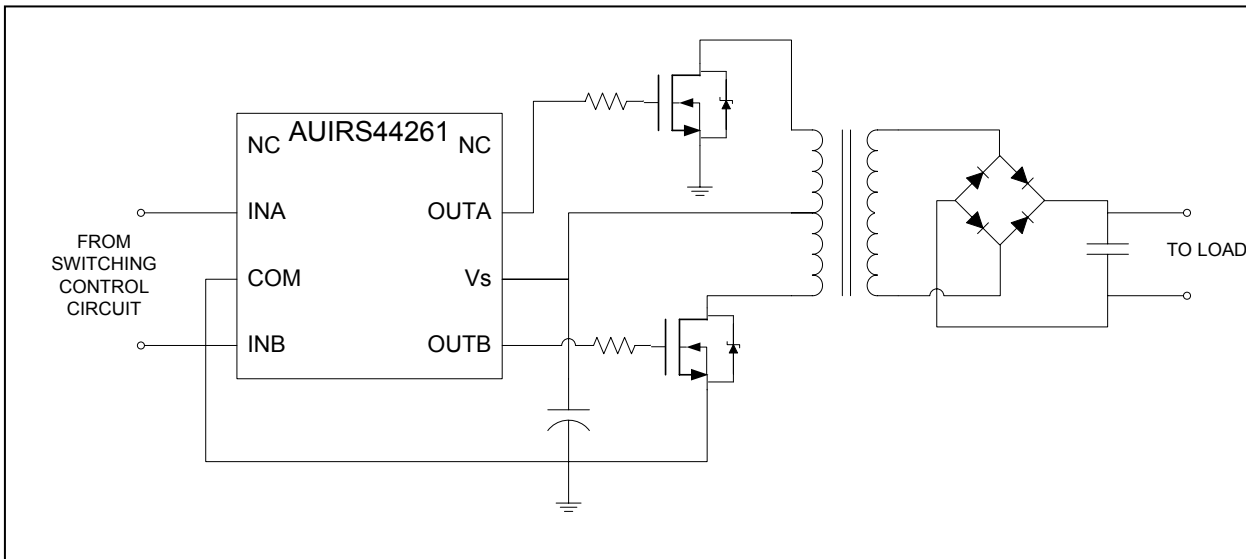 AUIRS44261
NC
NC
INA
OUTA
FROM
SWITCHING
CONTROL
CIRCUIT
COM
Vs
TO LOAD
INB
OUTB